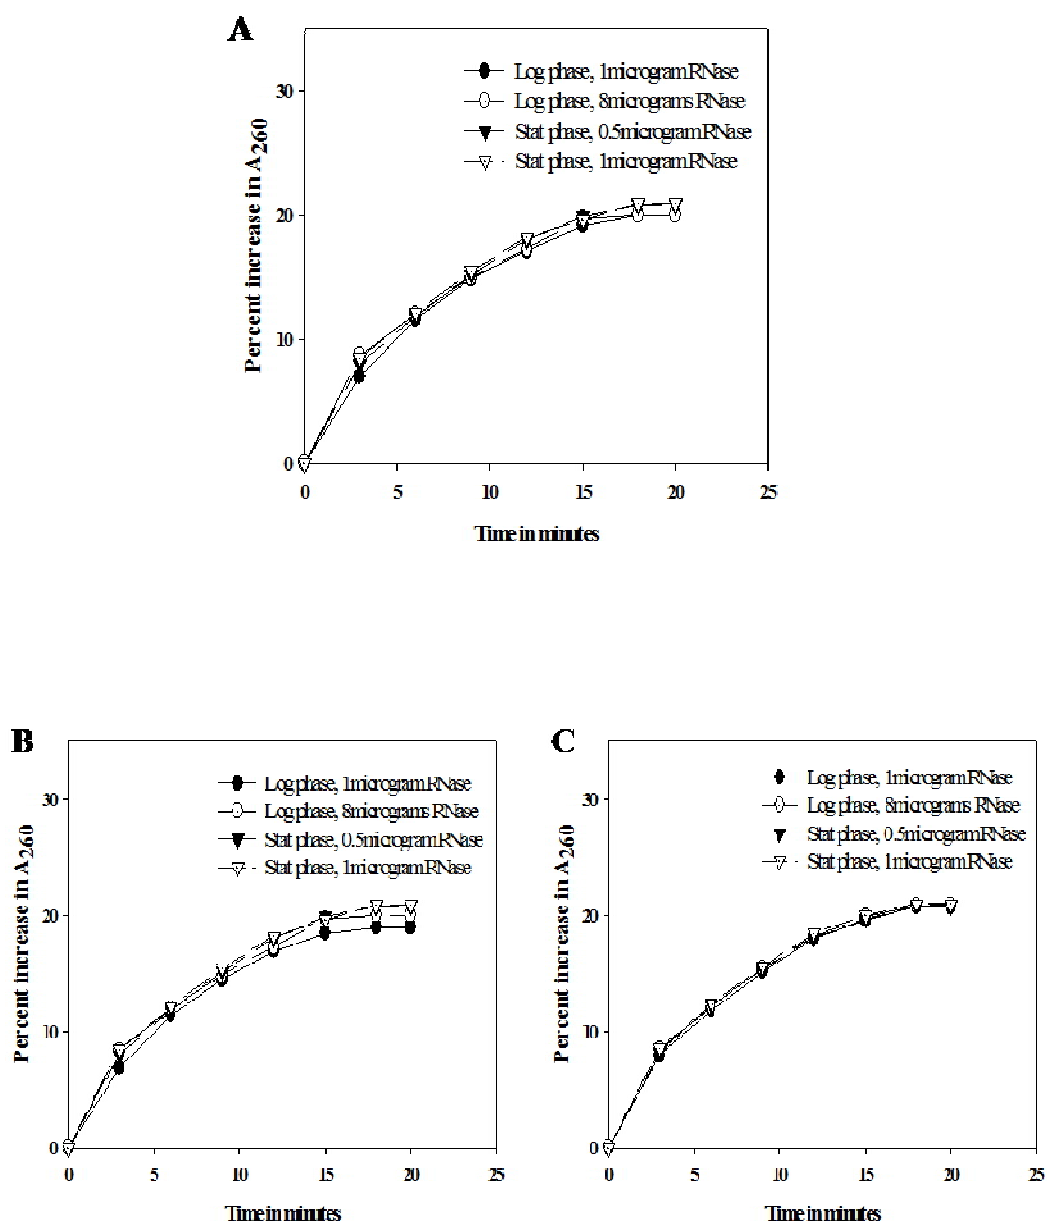 A
Log phase, 1microgram RNase
Log phase, 8micrograms RNase
Stat phase, 0.5microgram RNase
Stat phase, 1microgram RNase
Percent increase in A260
30
20
10
0
0 5 10 15 20 25
Time in minutes
B
Log phase, 1microgram RNase
Log phase, 8micrograms RNase
Stat phase, 0.5microgram RNase
Stat phase, 1microgram RNase
Percent increase in A260
30
20
10
0
0 5 10 15 20 25
Time in minutes
C
Log phase, 1microgram RNase
Log phase, 8micrograms RNase
Stat phase, 0.5microgram RNase
Stat phase, 1microgram RNase
Percent increase in A260
30
20
10
0
0 5 10 15 20 25
Time in minutes